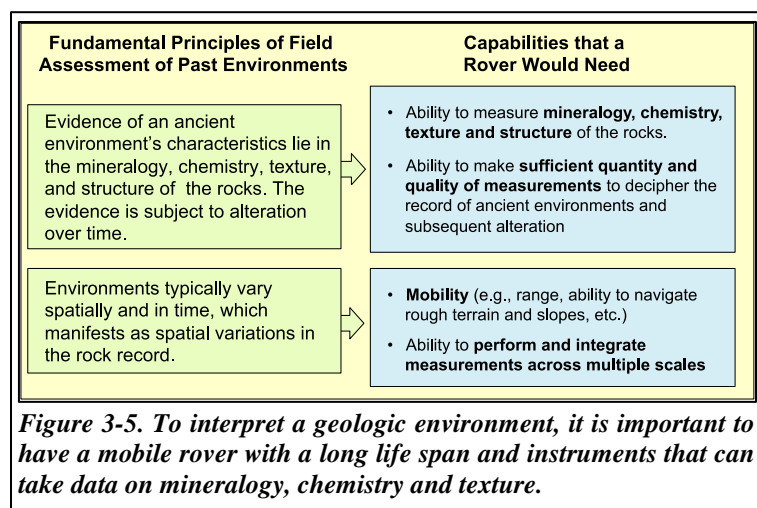 Fundamental Principles of Field
Assessment of Past Environments
Capabilities that a
Rover Would Need
Evidence of an ancient
environment's characteristics lie in
the mineralogy, chemistry, texture,
and structure of the rocks. The
evidence is subject to alteration
over time.
• Ability to measure mineralogy, chemistry,
texture and structure of the rocks.
• Ability to make sufficient quantity and
quality of measurements to decipher the
record of ancient environments and
subsequent alteration
Environments typically vary
spatially and in time, which
manifests as spatial variations in
the rock record.
• Mobility (e.g., range, ability to navigate
rough terrain and slopes, etc.)
• Ability to perform and integrate
measurements across multiple scales
Figure 3-5. To interpret a geologic environment, it is important to
have a mobile rover with a long life span and instruments that can
take data on mineralogy, chemistry and texture.